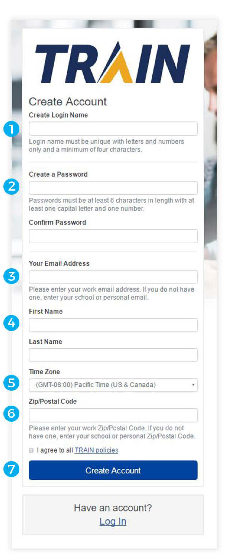 TRAIN
Create Account
Create Login Name
1
Login name must be unique with letters and numbers
only and a minimum of four characters.
Create a Password
2
Passwords must be at least 8 characters in length with at
least one capital letter and one number.
Confirm Password
Your Email Address
3
Please enter your work email address. If you do not have
one, enter your school or personal email.
First Name
4
Last Name
Time Zone
5 (GMT-08:00) Pacific Time (US & Canada)
Zip/Postal Code
6
Please enter your work Zip/Postal Code. If you do not
have one, enter your school or personal Zip/Postal Code.
I agree to all TRAIN policies
7 Create Account
Have an account?
Log In